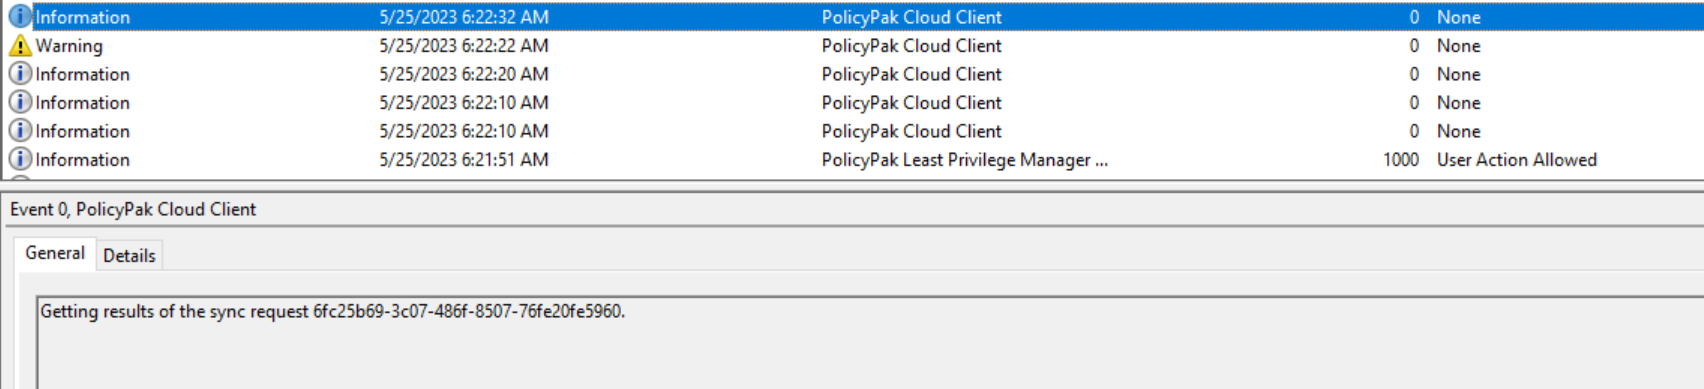 Information 5/25/2023 6:22:32 AM PolicyPak Cloud Client 0 None
Warning 5/25/2023 6:22:22 AM PolicyPak Cloud Client 0 None
Information 5/25/2023 6:22:20 AM PolicyPak Cloud Client 0 None
Information 5/25/2023 6:22:10 AM PolicyPak Cloud Client 0 None
Information 5/25/2023 6:22:10 AM PolicyPak Cloud Client 0 None
Information 5/25/2023 6:21:51 AM PolicyPak Least Privilege Manager ... 1000 User Action Allowed
Event 0, PolicyPak Cloud Client
General Details
Getting results of the sync request 6fc25b69-3c07-486f-8507-76fe20fe5960.